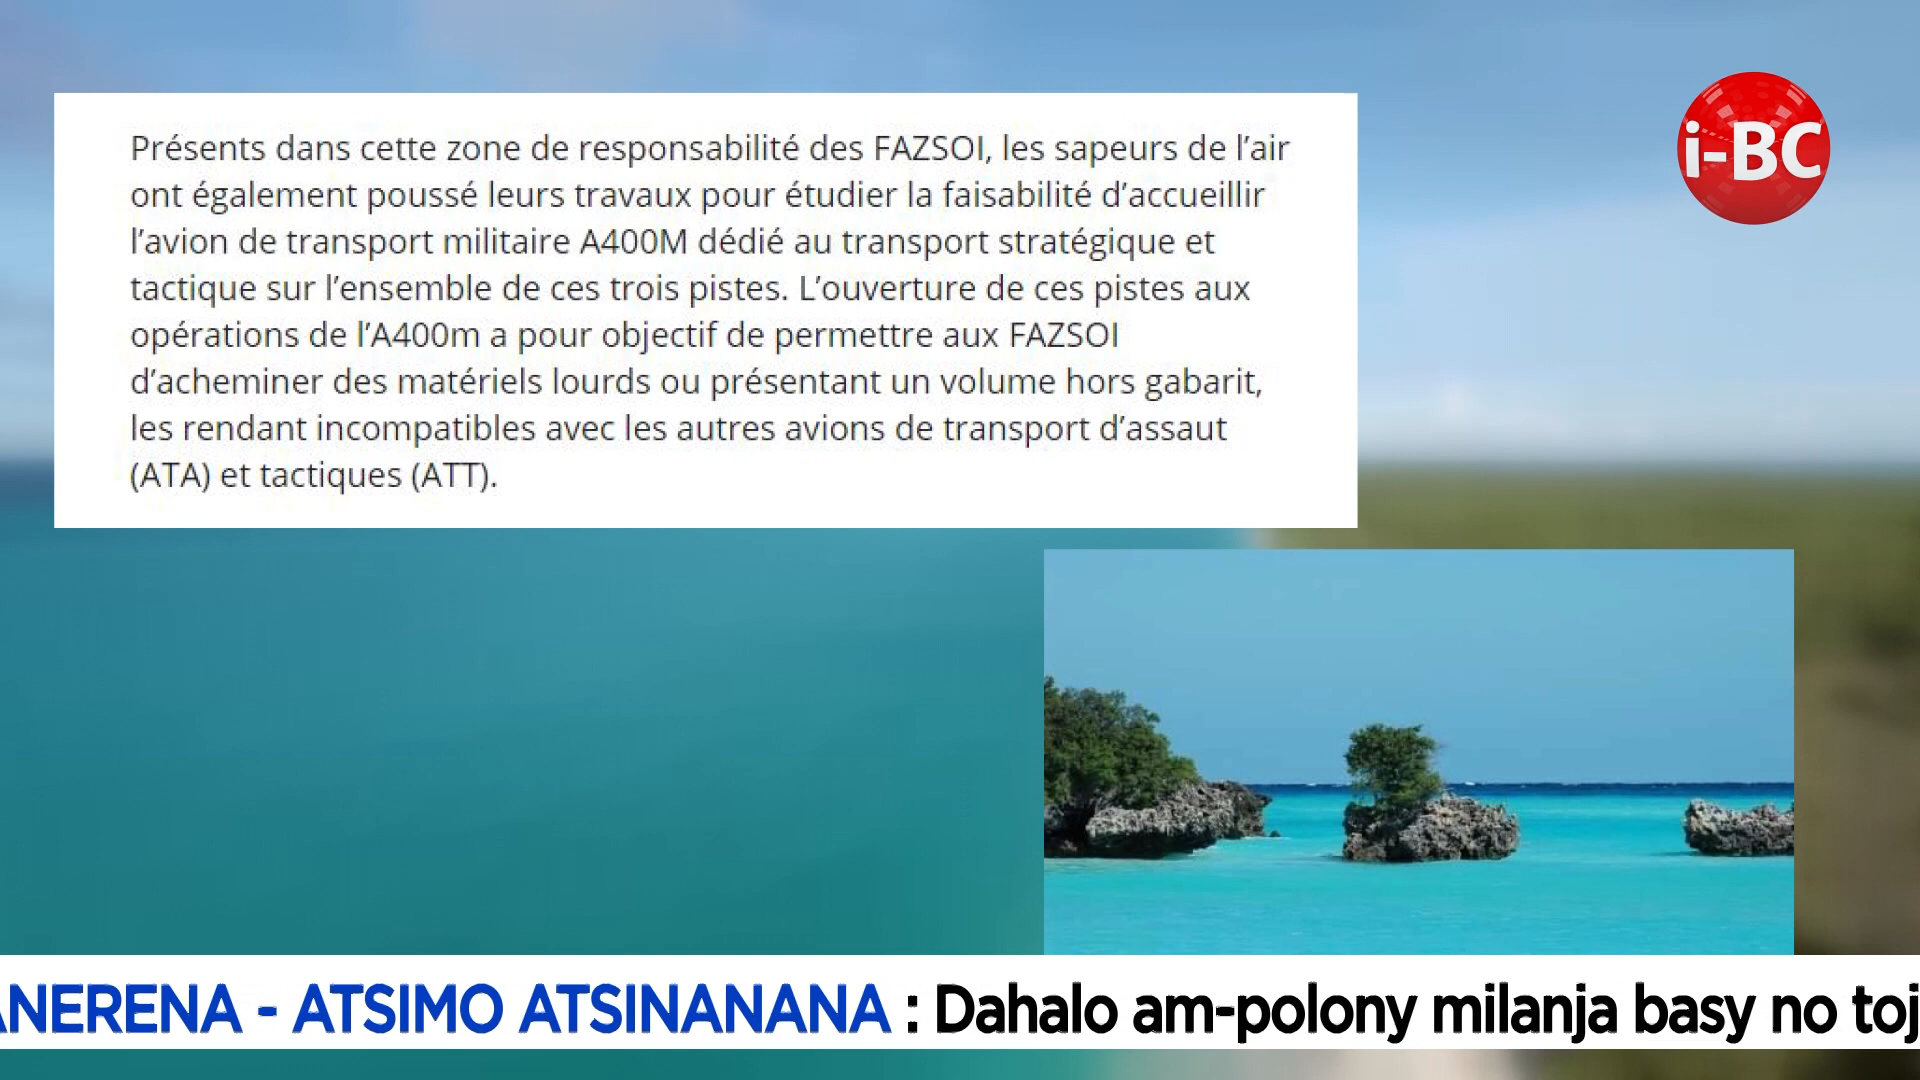 Présents dans cette zone de responsabilité des FAZSOI, les sapeurs de l’air
ont également poussé leurs travaux pour étudier la faisabilité d’accueillir
l’avion de transport militaire A400M dédié au transport stratégique et
tactique sur l’ensemble de ces trois pistes. L’ouverture de ces pistes aux
opérations de l’A400m a pour objectif de permettre aux FAZSOI
d’acheminer des matériels lourds ou présentant un volume hors gabarit,
les rendant incompatibles avec les autres avions de transport d’assaut
(ATA) et tactiques (ATT).
i-BC
ANERENA - ATSIMO ATSINANANA : Dahalo am-polony milanja basy no toj